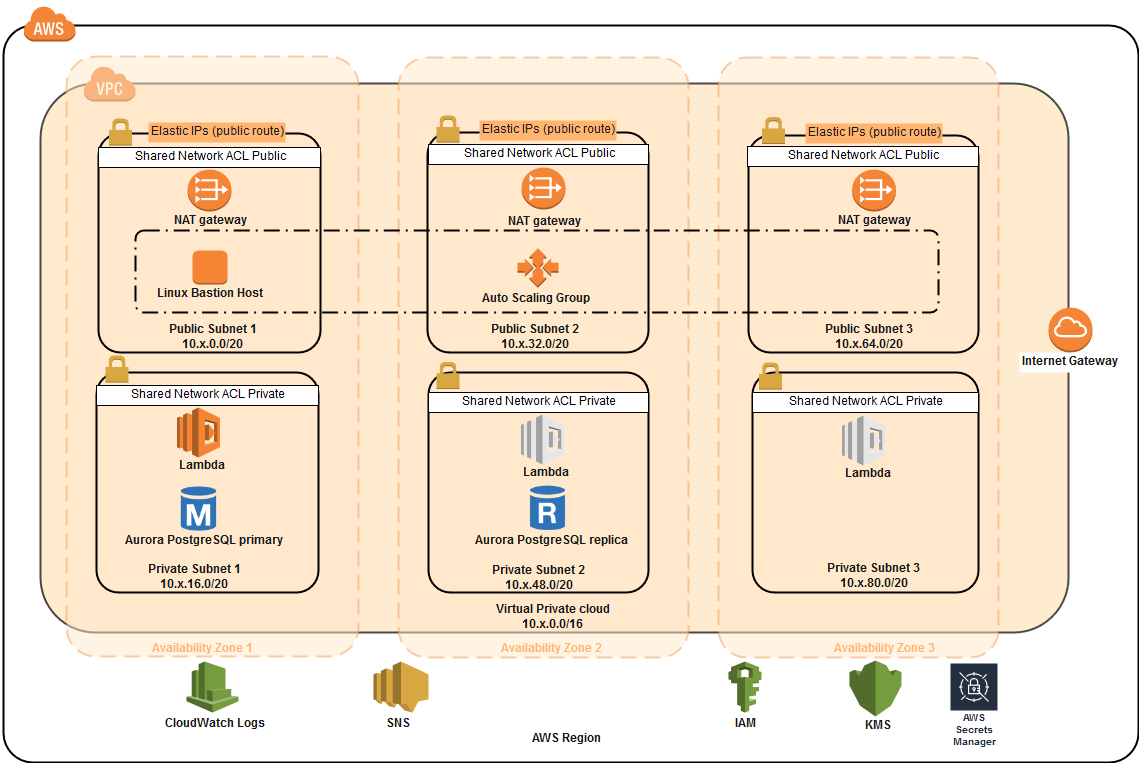 AWS
VPC
Elastic IPs (public route)
Elastic IPs (public route)
Elastic IPs (public route)
Shared Network ACL Public
Shared Network ACL Public
Shared Network ACL Public
NAT gateway
NAT gateway
NAT gateway
Linux Bastion Host
Auto Scaling Group
Public Subnet 1
10.x.0.0/20
Public Subnet 2
10.x.32.0/20
Public Subnet 3
10.x.64.0/20
Internet Gateway
Shared Network ACL Private
Shared Network ACL Private
Shared Network ACL Private
Lambda
Lambda
Lambda
M
R
Aurora PostgreSQL primary
Aurora PostgreSQL replica
Private Subnet 1
10.x.16.0/20
Private Subnet 2
10.x.48.0/20
Private Subnet 3
10.x.80.0/20
Virtual Private cloud
10.x.0.0/16
Availability Zone 1
Availability Zone 2
Availability Zone 3
CloudWatch Logs
SNS
AWS Region
IAM
KMS
AWS
Secrets
Manager